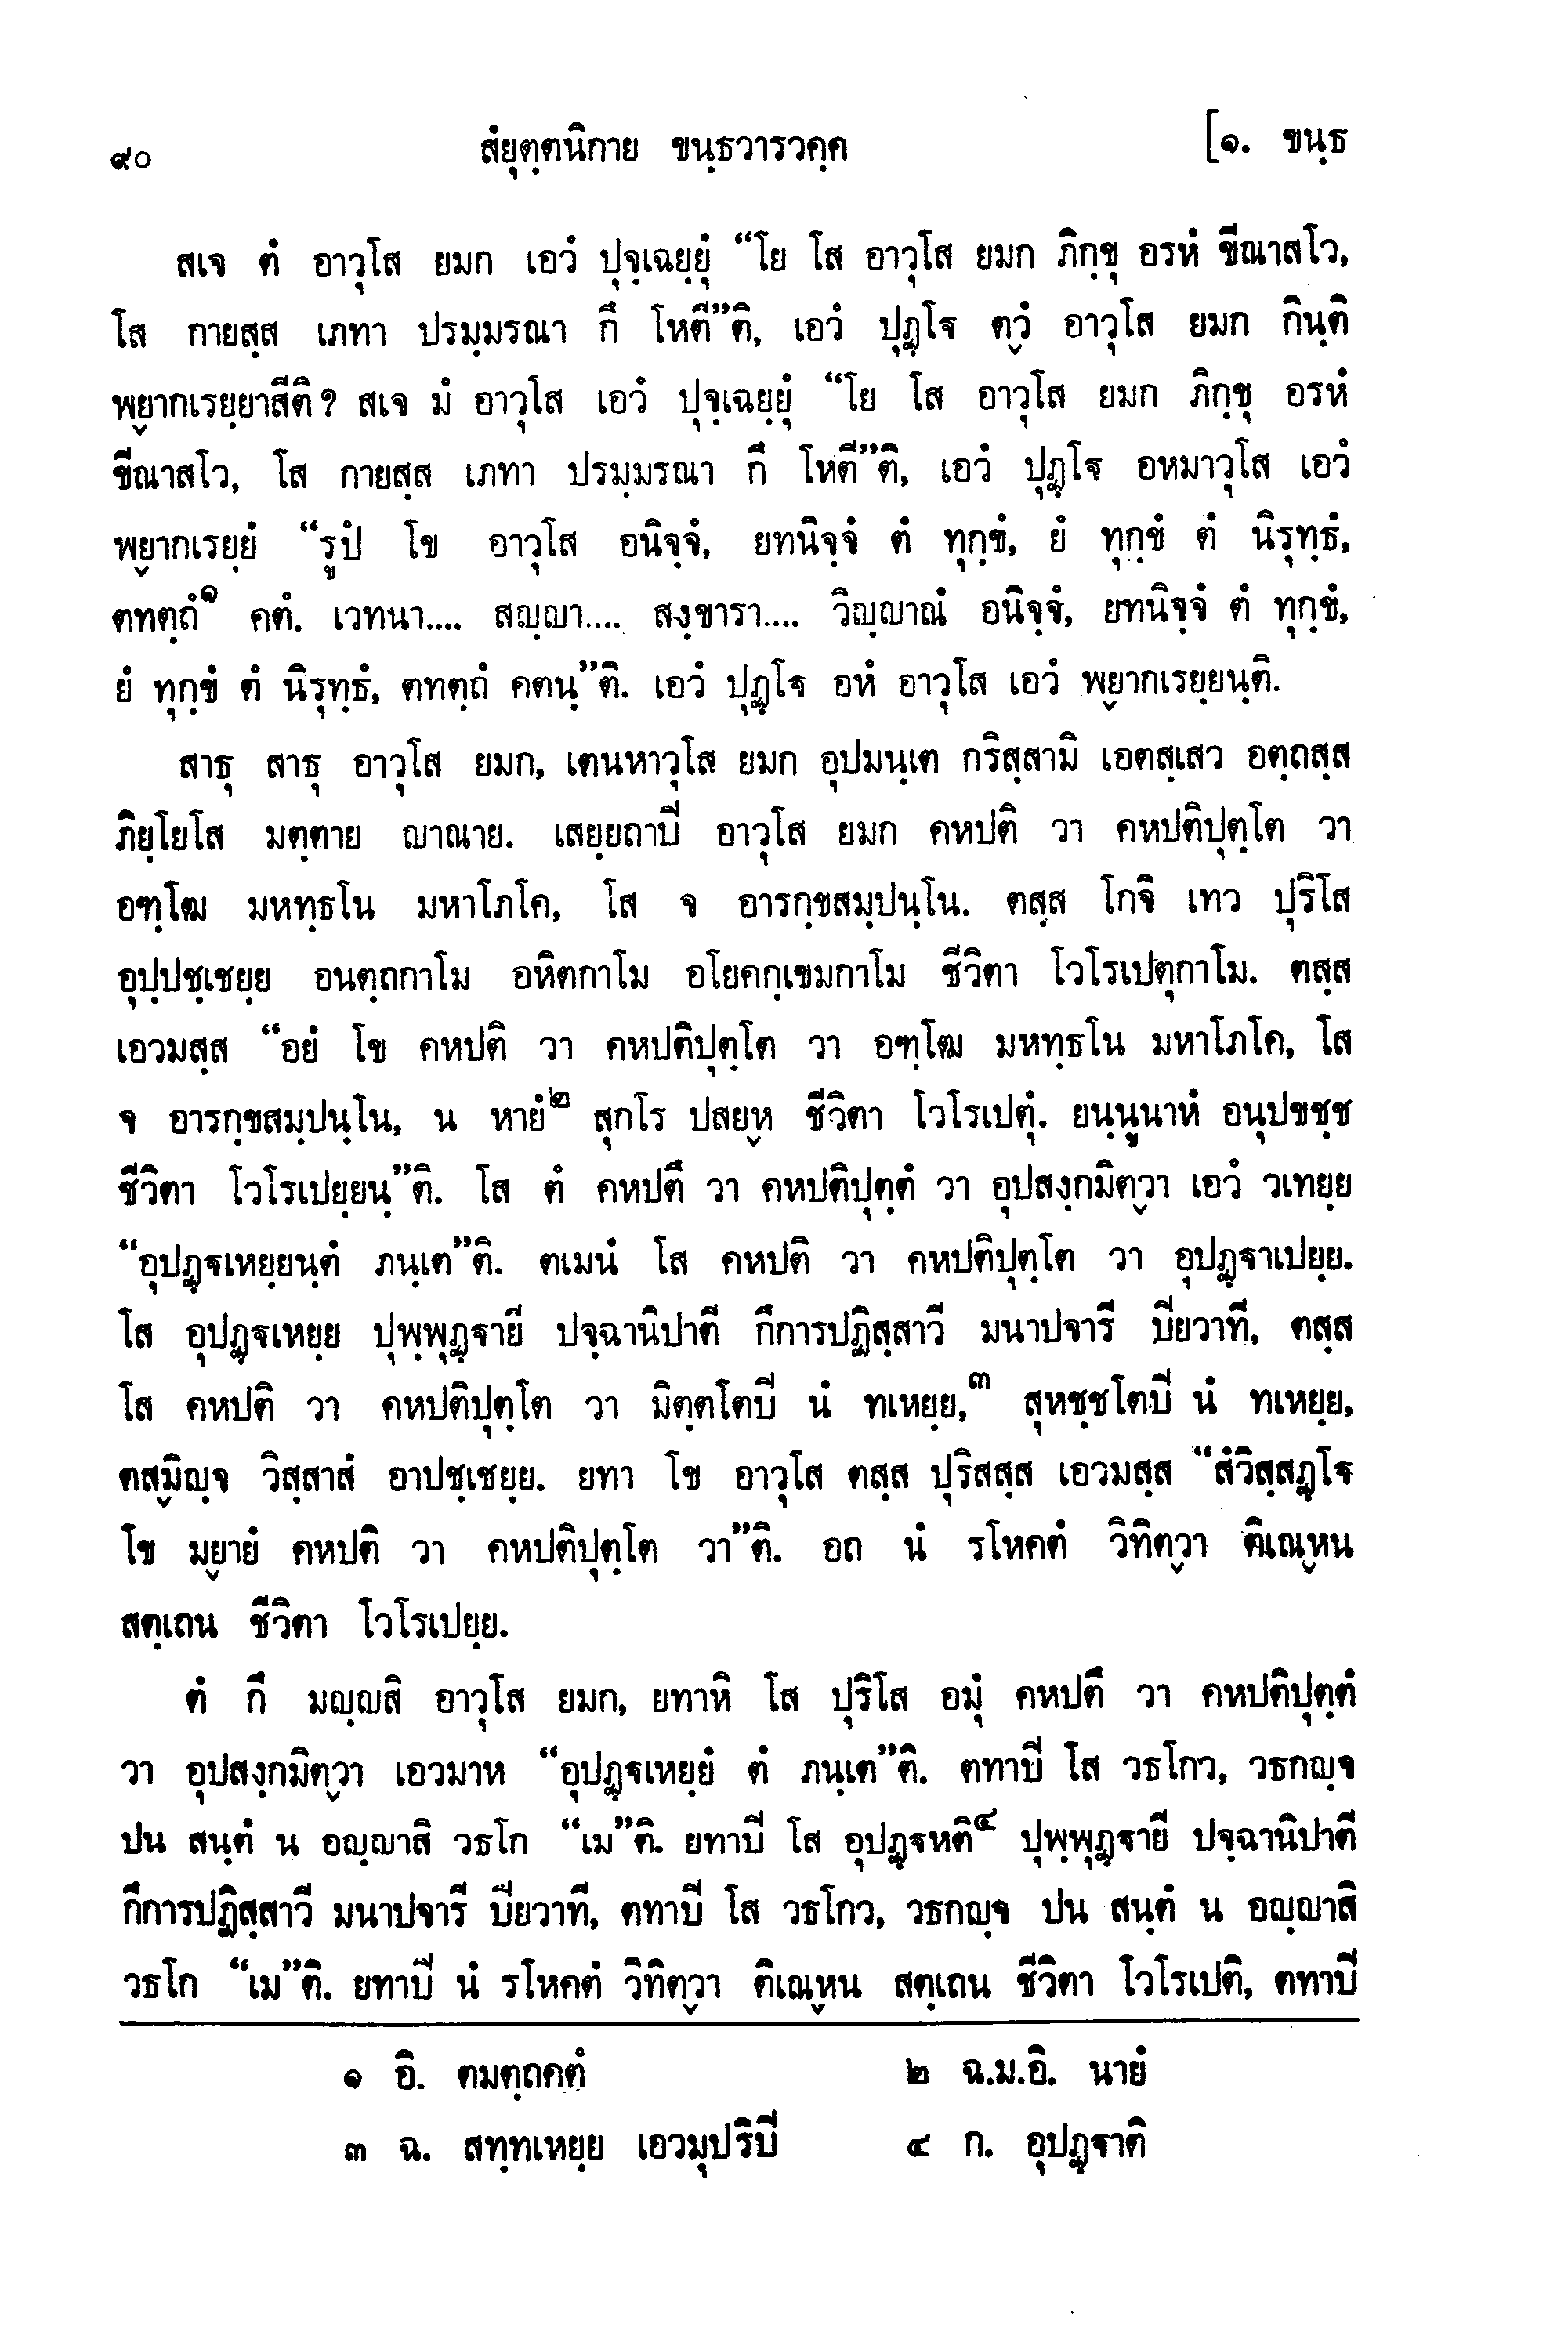 ๙๐ สํยุตฺตนิกาย ขนฺธวารวคฺค [๑. ขนฺธ
สเจ ตํ อาวุโส ยมก เอวํ ปุจฺเฉยฺยุํ “โย โส อาวุโส ยมก ภิกฺขุ อรหํ ขีณาสโว,
โส กายสฺส เภทา ปรมฺมรณา กึ โหตี”ติ, เอวํ ปุฏฺโฐ ตฺวํ อาวุโส ยมก กินฺติ
พฺยากเรยฺยาสีติ? สเจ มํ อาวุโส เอวํ ปุจฺเฉยฺยุํ “โย โส อาวุโส ยมก ภิกฺขุ อรหํ
ขีณาสโว, โส กายสฺส เภทา ปรมฺมรณา กึ โหตี”ติ, เอวํ ปุฏฺโฐ อหมาวุโส เอวํ
พฺยากเรยฺยํ “รูปํ โข อาวุโส อนิจฺจํ, ยทนิจฺจํ ตํ ทุกฺขํ, ยํ ทุกฺขํ ตํ นิรุทฺธํ,
ตทตฺถํ๑ คตํ. เวทนา.... สญฺญา.... สงฺขารา.... วิญฺญาณํ อนิจฺจํ, ยทนิจฺจํ ตํ ทุกฺขํ,
ยํ ทุกฺขํ ตํ นิรุทฺธํ, ตทตฺถํ คตนฺ”ติ. เอวํ ปุฏฺโฐ อหํ อาวุโส เอวํ พฺยากเรยฺยนฺติ.
สาธุ สาธุ อาวุโส ยมก, เตนหาวุโส ยมก อุปมนฺเต กริสฺสามิ เอตสฺเสว อตฺถสฺส
ภิยฺโยโส มตฺตาย ญาณาย. เสยฺยถาปี อาวุโส ยมก คหปติ วา คหปติปุตฺโต วา
อฑฺโฒ มหทฺธโน มหาโภโค, โส จ อารกฺขสมฺปนฺโน. ตสฺส โกจิ เทว ปุริโส
อุปฺปชฺเชยฺย อนตฺถกาโม อหิตกาโม อโยคกฺเขมกาโม ชีวิตา โวโรเปตุกาโม. ตสฺส
เอวมสฺส “อยํ โข คหปติ วา คหปติปุตฺโต วา อฑฺโฒ มหทฺธโน มหาโภโค, โส
จ อารกฺขสมฺปนฺโน, น หายํ๒ สุกโร ปสยฺห ชีวิตา โวโรเปตุํ. ยนฺนูนาหํ อนุปขชฺช
ชีวิตา โวโรเปยฺยนฺ”ติ. โส ตํ คหปตึ วา คหปติปุตฺตํ วา อุปสงฺกมิตฺวา เอวํ วเทยฺย
“อุปฏฺฐเหยฺยนฺตํ ภนฺเต”ติ. ตเมนํ โส คหปติ วา คหปติปุตฺโต วา อุปฏฺฐาเปยฺย.
โส อุปฏฺฐเหยฺย ปุพฺพุฏฺฐายี ปจฺฉานิปาตี กึการปฏิสฺสาวี มนาปจารี ปียวาที, ตสฺส
โส คหปติ วา คหปติปุตฺโต วา มิตฺตโตปี นํ ทเหยฺย,๓ สุหชฺชโตปี นํ ทเหยฺย,
ตสฺมิญฺจ วิสฺสาสํ อาปชฺเชยฺย. ยทา โข อาวุโส ตสฺส ปุริสสฺส เอวมสฺส “สํวิสฺสฏฺโฐ
โข มฺยายํ คหปติ วา คหปติปุตฺโต วา”ติ. อถ นํ รโหคตํ วิทิตฺวา ติเณฺหน
สตฺเถน ชีวิตา โวโรเปยฺย.
ตํ กึ มญฺญสิ อาวุโส ยมก, ยทาหิ โส ปุริโส อมุํ คหปตึ วา คหปติปุตฺตํ
วา อุปสงฺกมิตฺวา เอวมาห “อุปฏฺฐเหยฺยํ ตํ ภนฺเต”ติ. ตทาปี โส วธโกว, วธกญฺจ
ปน สนฺตํ น อญฺญาสิ วธโก “เม”ติ. ยทาปี โส อุปฏฺฐหติ๔ ปุพฺพุฏฺฐายี ปจฺฉานิปาตี
กึการปฏิสฺสาวี มนาปจารี ปียวาที, ตทาปี โส วธโกว, วธกญฺจ ปน สนฺตํ น อญฺญาสิ
วธโก “เม”ติ. ยทาปี นํ รโหคตํ วิทิตฺวา ติเณฺหน สตฺเถน ชีวิตา โวโรเปติ, ตทาปี
๑ อิ. ตมตฺถคตํ ๒ ฉ.ม.อิ. นายํ
๓ ฉ. สทฺทเหยฺย เอวมุปริปี ๔ ก. อุปฏฺฐาติ